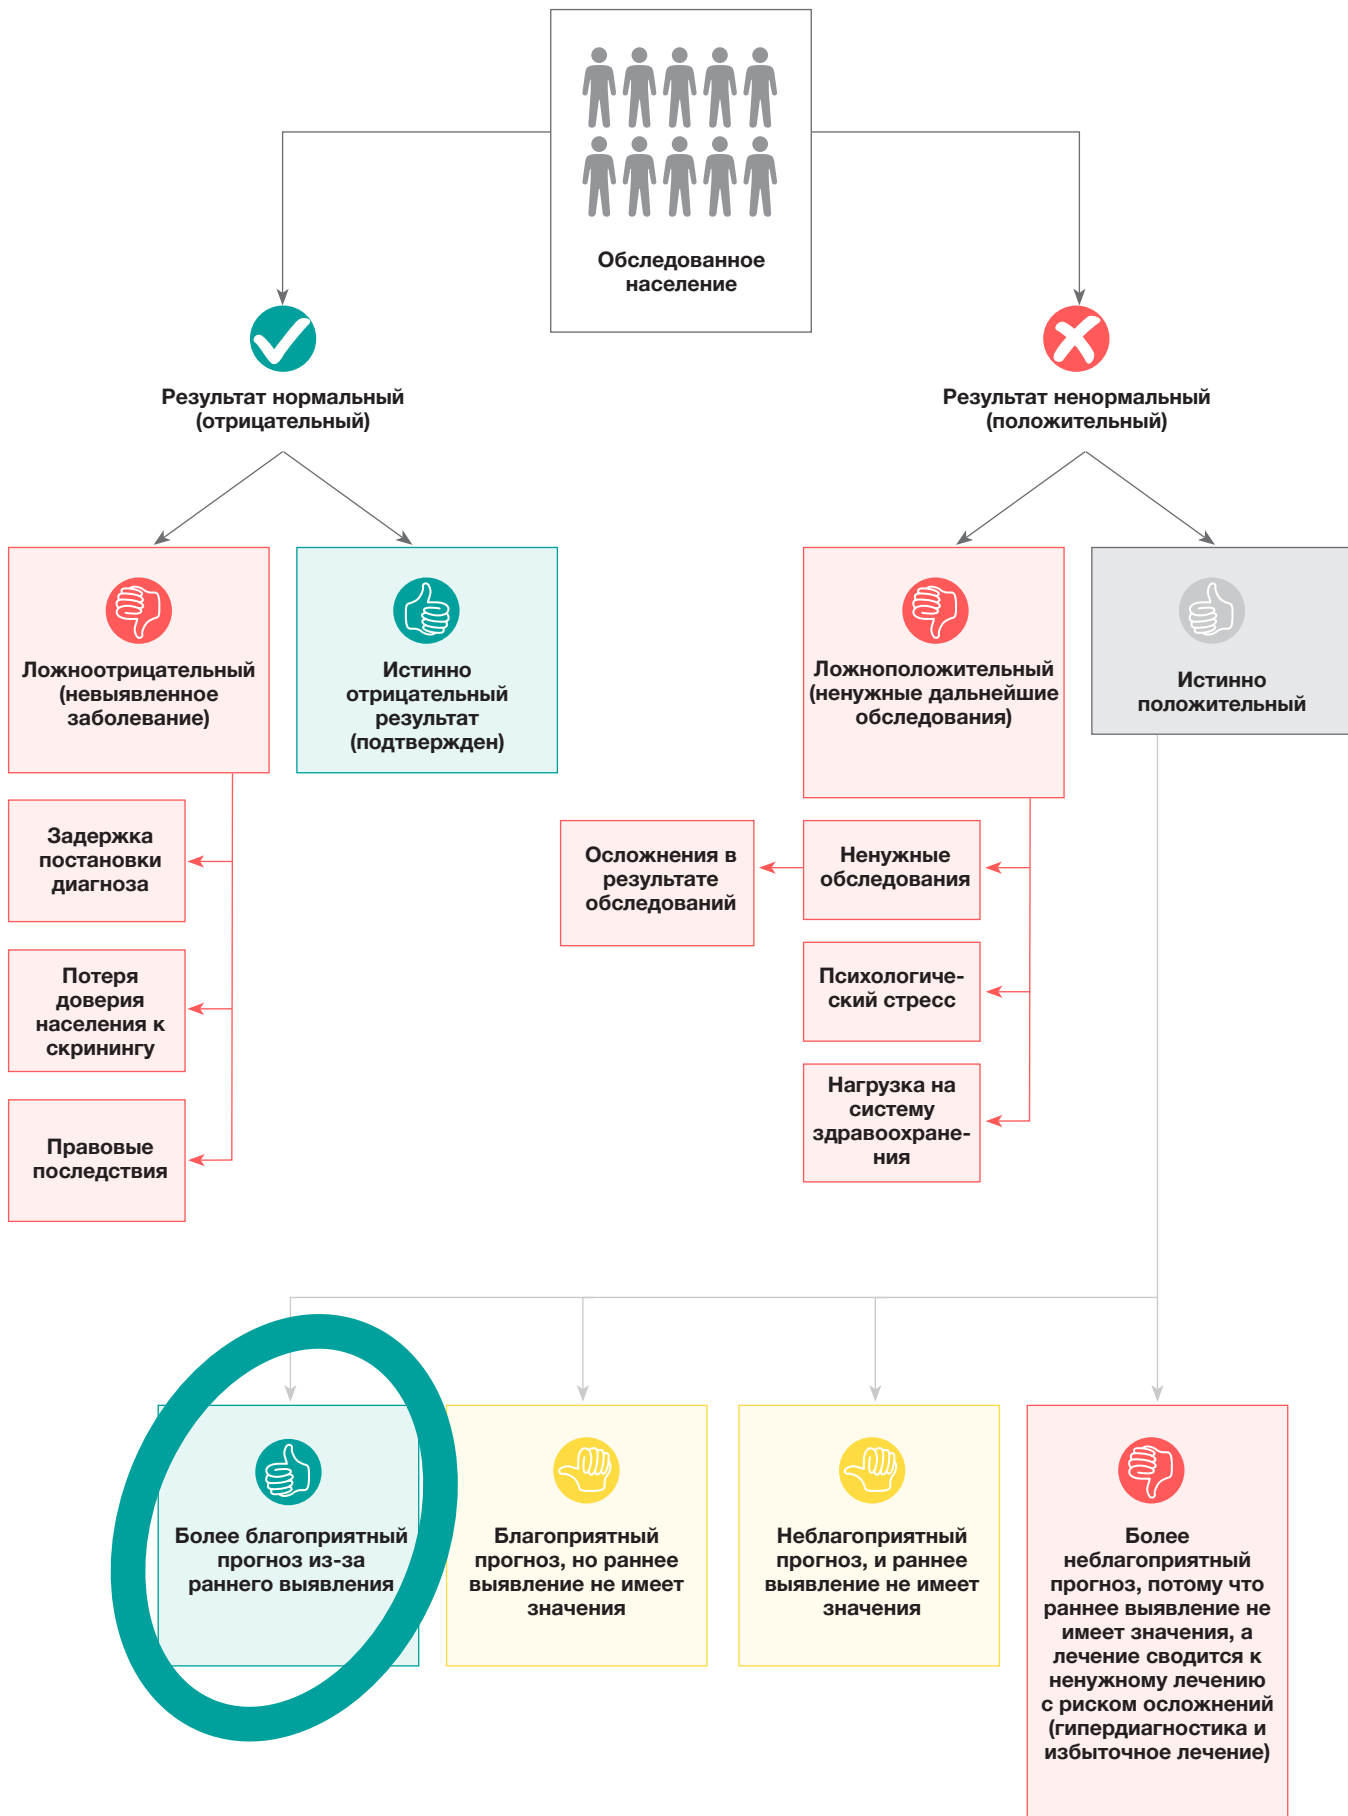 Обследованное
население
Результат нормальный
(отрицательный)
Результат ненормальный
(положительный)
Ложноотрицательный
(невыявленное
заболевание)
Истинно
отрицательный
результат
(подтвержден)
Ложноположительный
(ненужные дальнейшие
обследования)
Истинно
положительный
Задержка
постановки
диагноза
Потеря
доверия
населения к
скринингу
Правовые
последствия
Осложнения в
результате
обследований
Ненужные
обследования
Психологиче-
ский стресс
Нагрузка на
систему
здравоохране-
ния
Более благоприятный
прогноз из-за
раннего выявления
Благоприятный
прогноз, но раннее
выявление не имеет
значения
Неблагоприятный
прогноз, и раннее
выявление не имеет
значения
Более
неблагоприятный
прогноз, потому что
раннее выявление не
имеет значения, а
лечение сводится к
ненужному лечению
с риском осложнений
(гипердиагностика и
избыточное лечение)